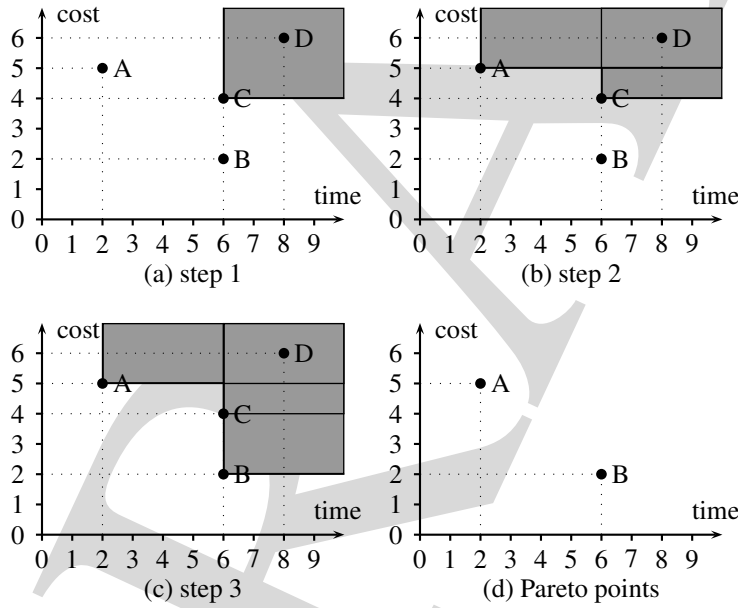 cost
6 D
5 A
4 C
3
2 B
1 time
0
0 1 2 3 4 5 6 7 8 9
(a) step 1
cost
6 D
5 A
4 C
3
2 B
1 time
0
0 1 2 3 4 5 6 7 8 9
(b) step 2
cost
6 D
5 A
4 C
3
2 B
1 time
0
0 1 2 3 4 5 6 7 8 9
(c) step 3
cost
6
5 A
4
3
2 B
1 time
0
0 1 2 3 4 5 6 7 8 9
(d) Pareto points